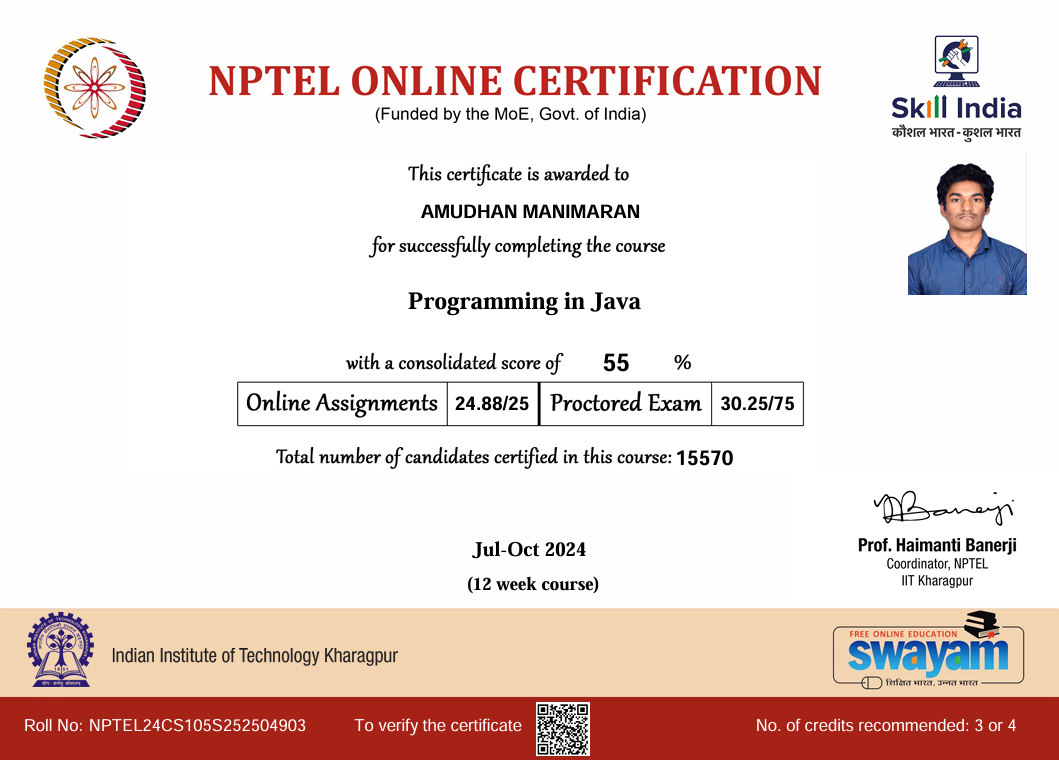 NPTEL ONLINE CERTIFICATION
(Funded by the MoE, Govt. of India)
Skill India
कौशल भारत - कुशल भारत
This certificate is awarded to
AMUDHAN MANIMARAN
for successfully completing the course
Programming in Java
with a consolidated score of 55 %
Online Assignments 24.88/25 Proctored Exam 30.25/75
Total number of candidates certified in this course: 15570
Prof. Haimanti Banerji
Coordinator, NPTEL
IIT Kharagpur
Jul-Oct 2024
(12 week course)
Indian Institute of Technology Kharagpur
FREE ONLINE EDUCATION
swayam
शिक्षित भारत, उन्नत भारत
Roll No: NPTEL24CS105S252504903 To verify the certificate No. of credits recommended: 3 or 4